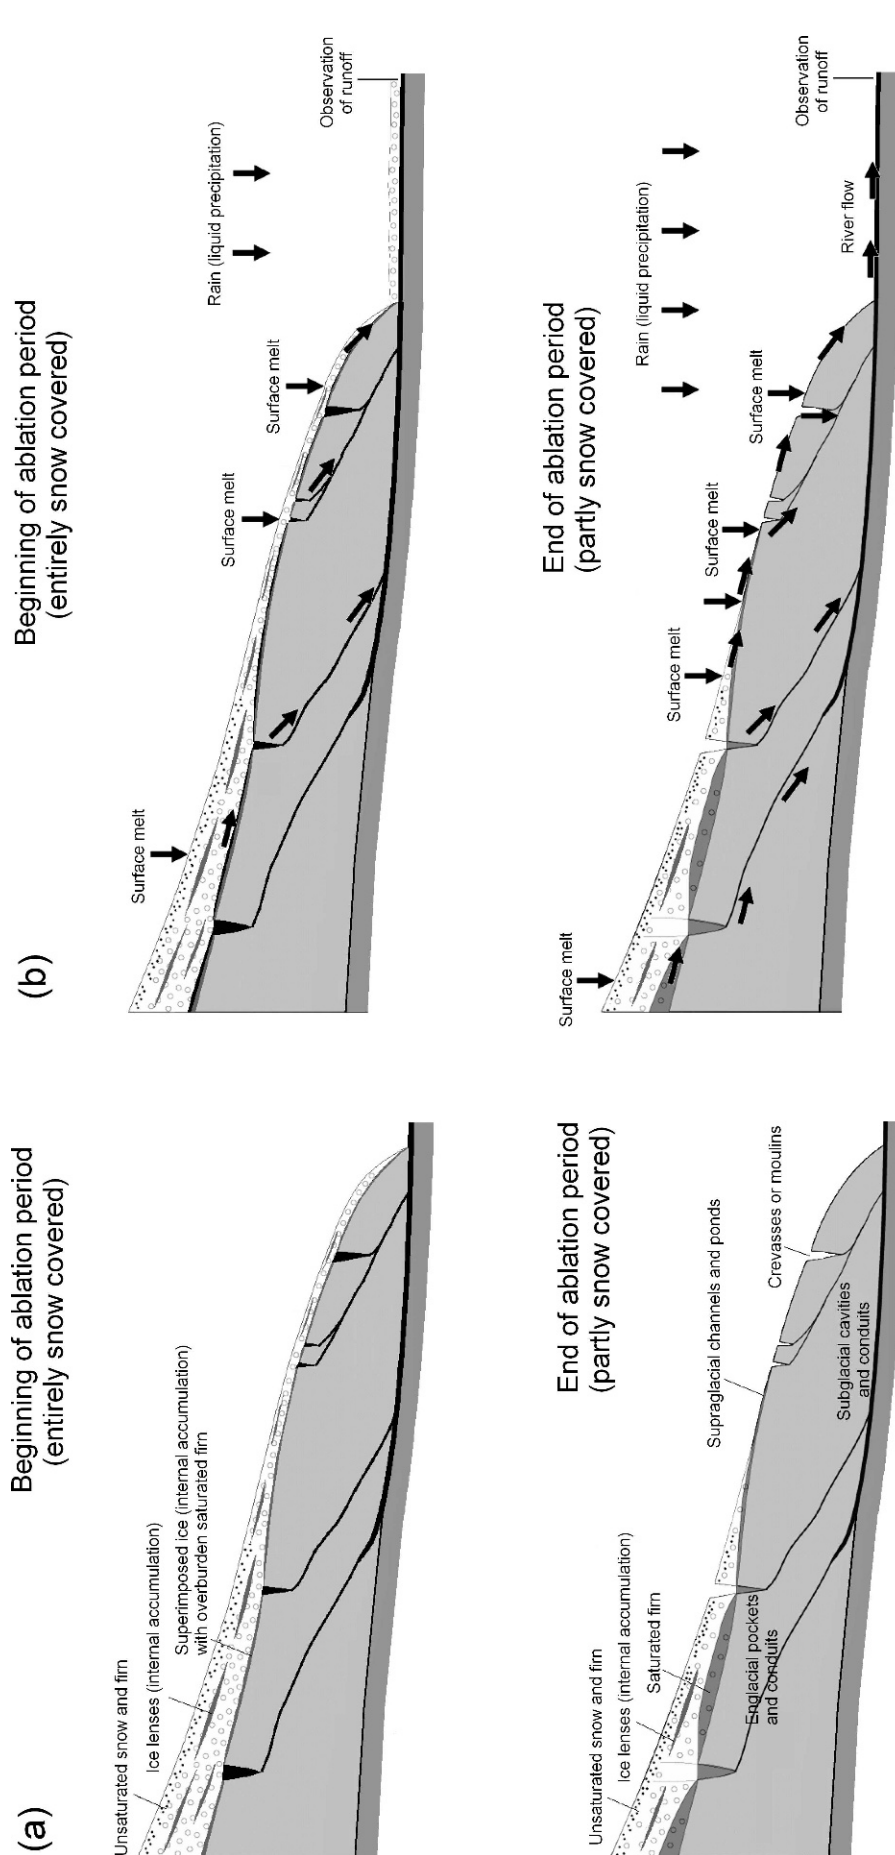 (a)
Beginning of ablation period
(entirely snow covered)
Unsaturated snow and firn
Ice lenses (internal accumulation)
Superimposed ice (internal accumulation)
with overburden saturated firn
End of ablation period
(partly snow covered)
Unsaturated snow and firn
Ice lenses (internal accumulation)
Saturated firn
Supraglacial channels and ponds
Crevasses or moulins
Englacial pockets
and conduits
Subglacial cavities
and conduits
(b)
Beginning of ablation period
(entirely snow covered)
Surface melt
Surface melt
Surface melt
Rain (liquid precipitation)
Observation
of runoff
End of ablation period
(partly snow covered)
Surface melt
Surface melt
Surface melt
Surface melt
Rain (liquid precipitation)
River flow
Observation
of runoff